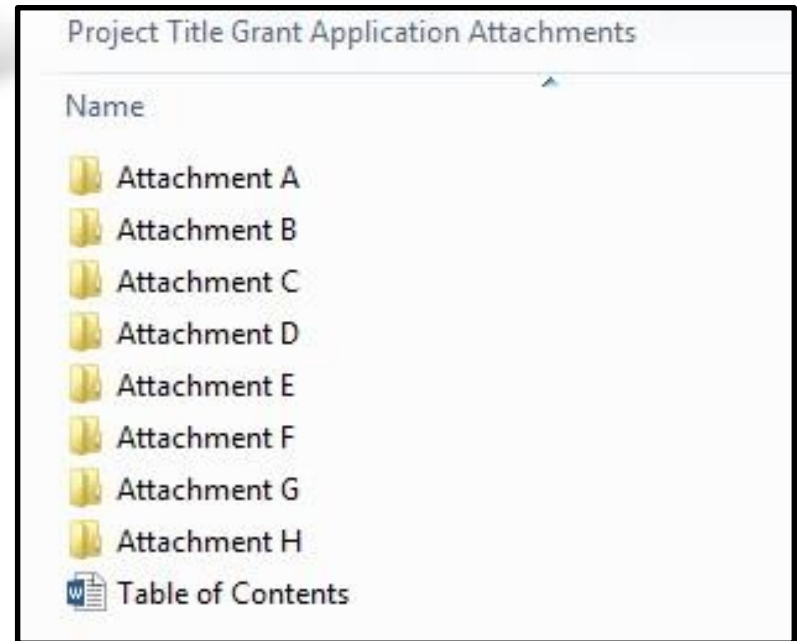 Project Title Grant Application Attachments
Name
Attachment A
Attachment B
Attachment C
Attachment D
Attachment E
Attachment F
Attachment G
Attachment H
Table of Contents